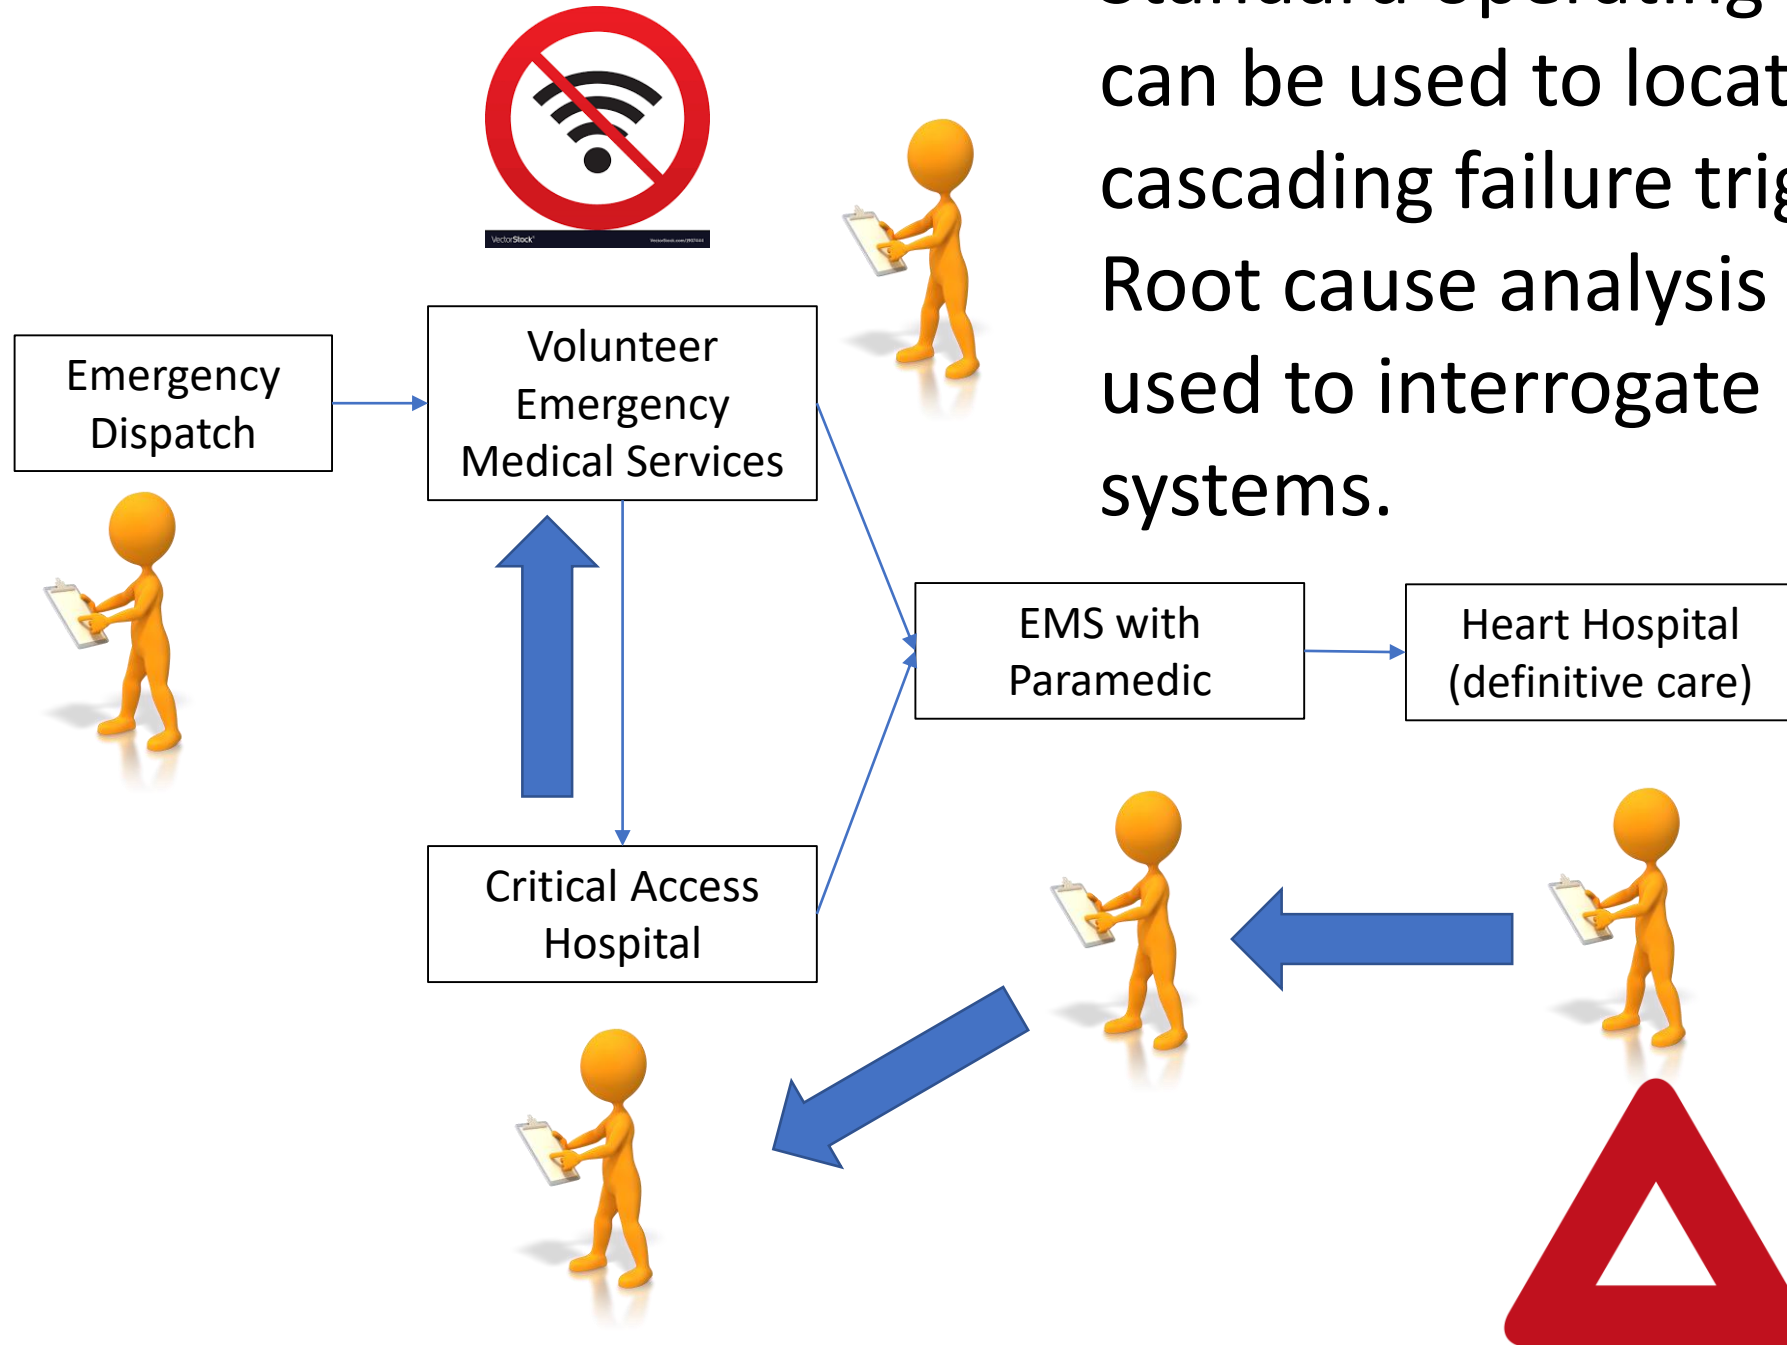 can be used to locat
cascading failure trig
Root cause analysis
used to interrogate
systems.
VectorStock®
Emergency
Dispatch
Volunteer
Emergency
Medical Services
EMS with
Paramedic
Heart Hospital
(definitive care)
Critical Access
Hospital